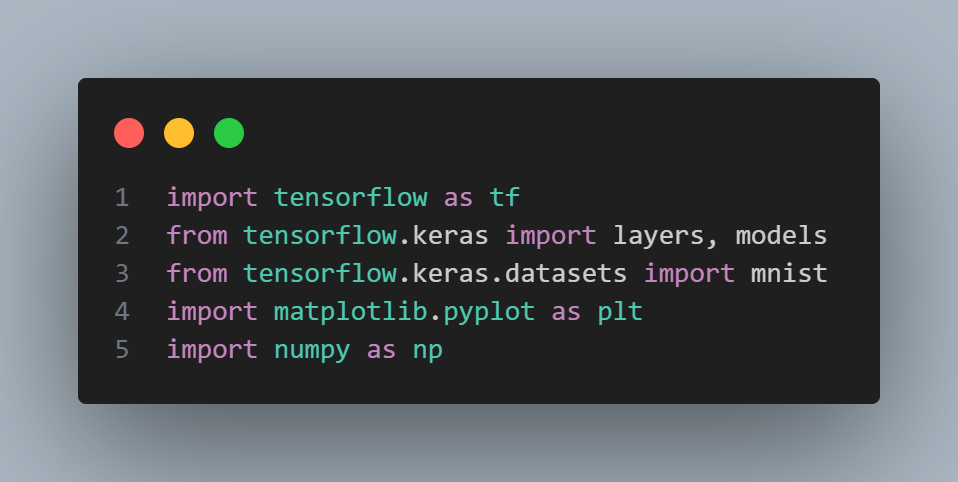 1 import tensorflow as tf
2 from tensorflow.keras import layers, models
3 from tensorflow.keras.datasets import mnist
4 import matplotlib.pyplot as plt
5 import numpy as np